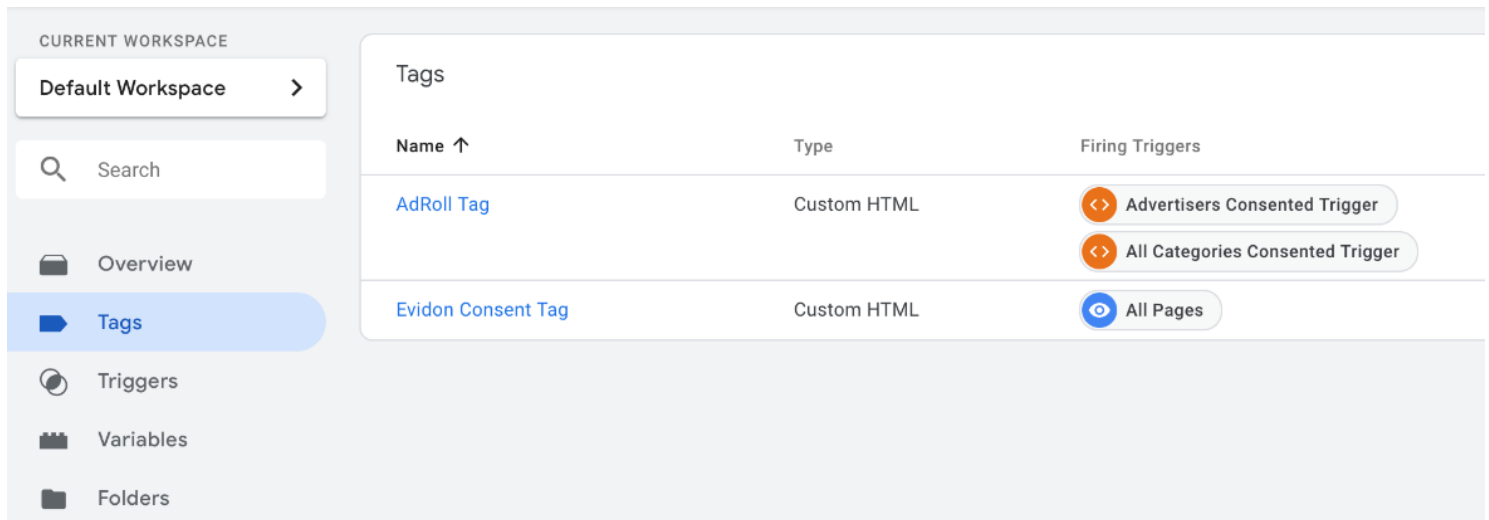 CURRENT WORKSPACE
Default Workspace
Search
Overview
Tags
Triggers
Variables
Folders
Tags
Name Type Firing Triggers
AdRoll Tag Custom HTML Advertisers Consented Trigger
All Categories Consented Trigger
Evidon Consent Tag Custom HTML All Pages